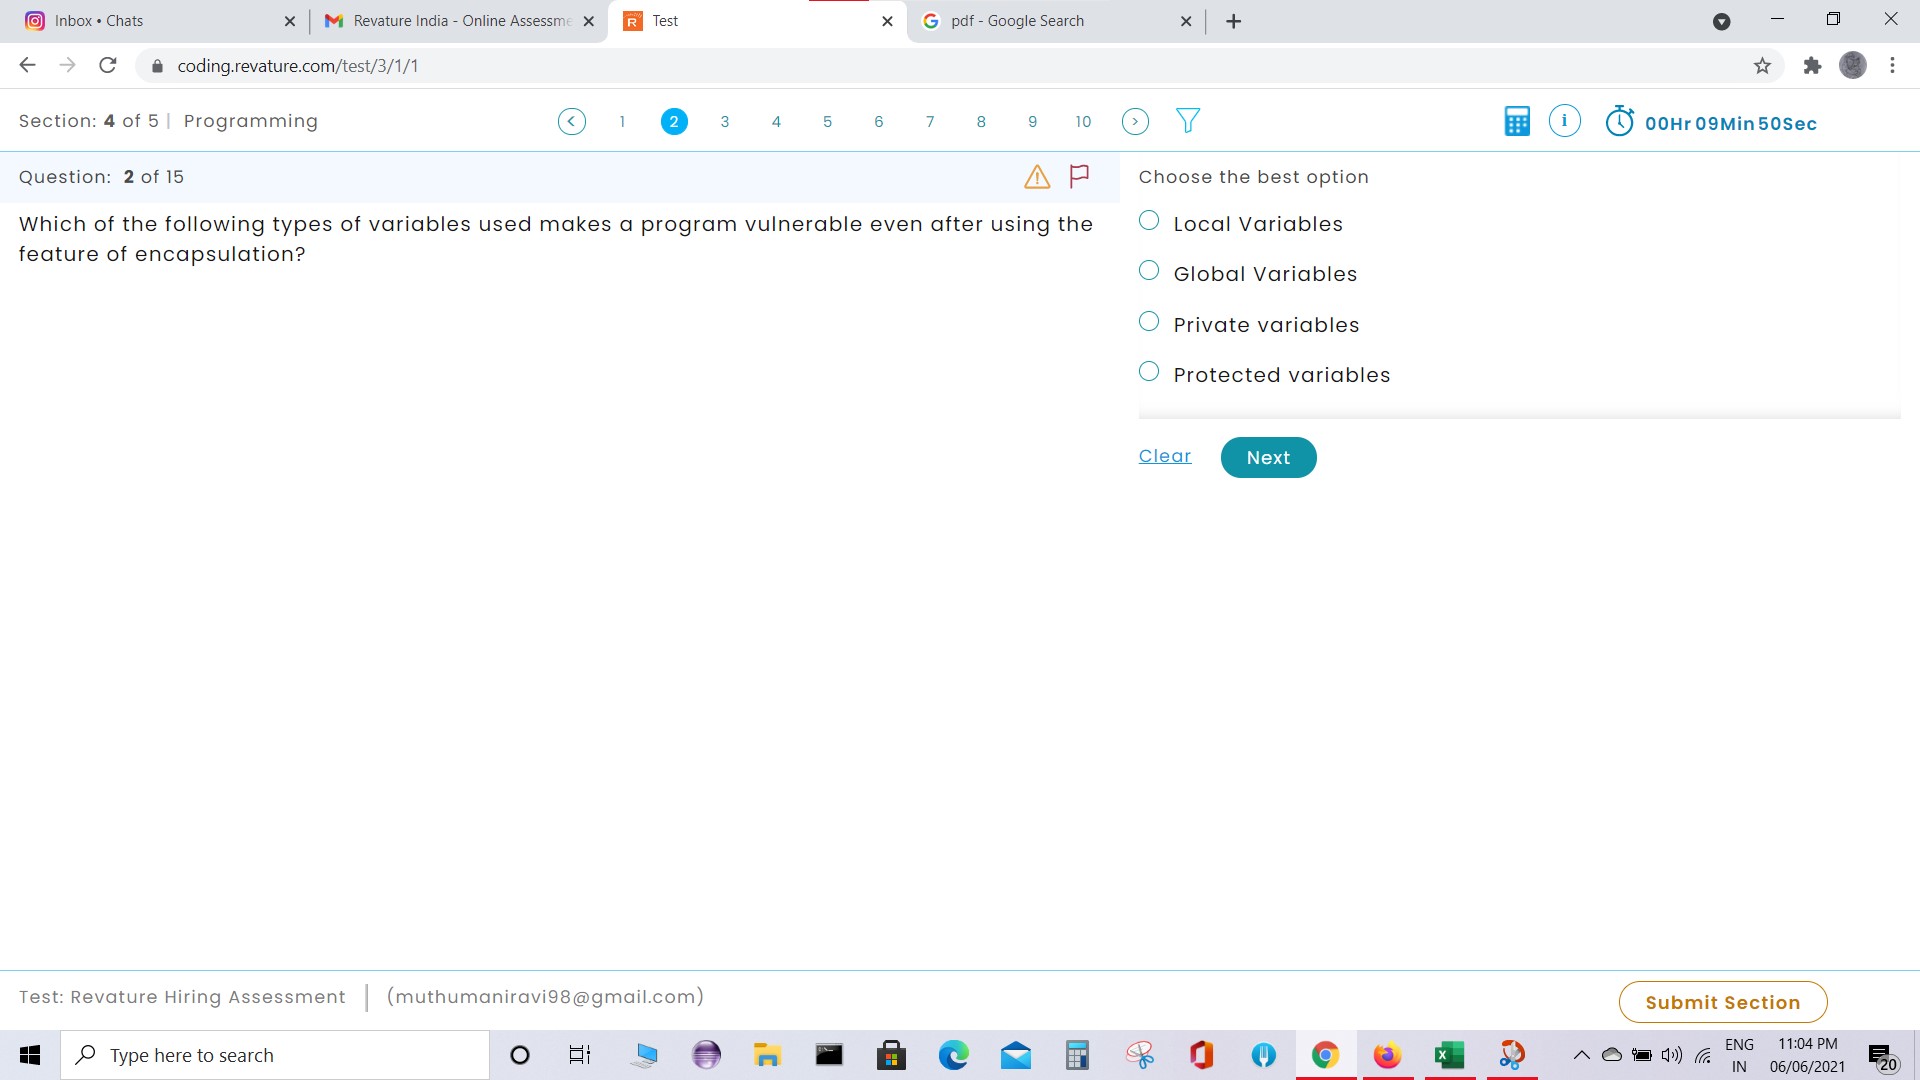 Inbox • Chats
Revature India - Online Assessme
Test
pdf - Google Search
coding.revature.com/test/3/1/1
Section: 4 of 5 | Programming
1 2 3 4 5 6 7 8 9 10
00Hr 09Min 50Sec
Question: 2 of 15
Which of the following types of variables used makes a program vulnerable even after using the
feature of encapsulation?
Choose the best option
Local Variables
Global Variables
Private variables
Protected variables
Clear
Next
Test: Revature Hiring Assessment | (muthumaniravi98@gmail.com)
Submit Section
Type here to search
ENG
IN
11:04 PM
06/06/2021
20